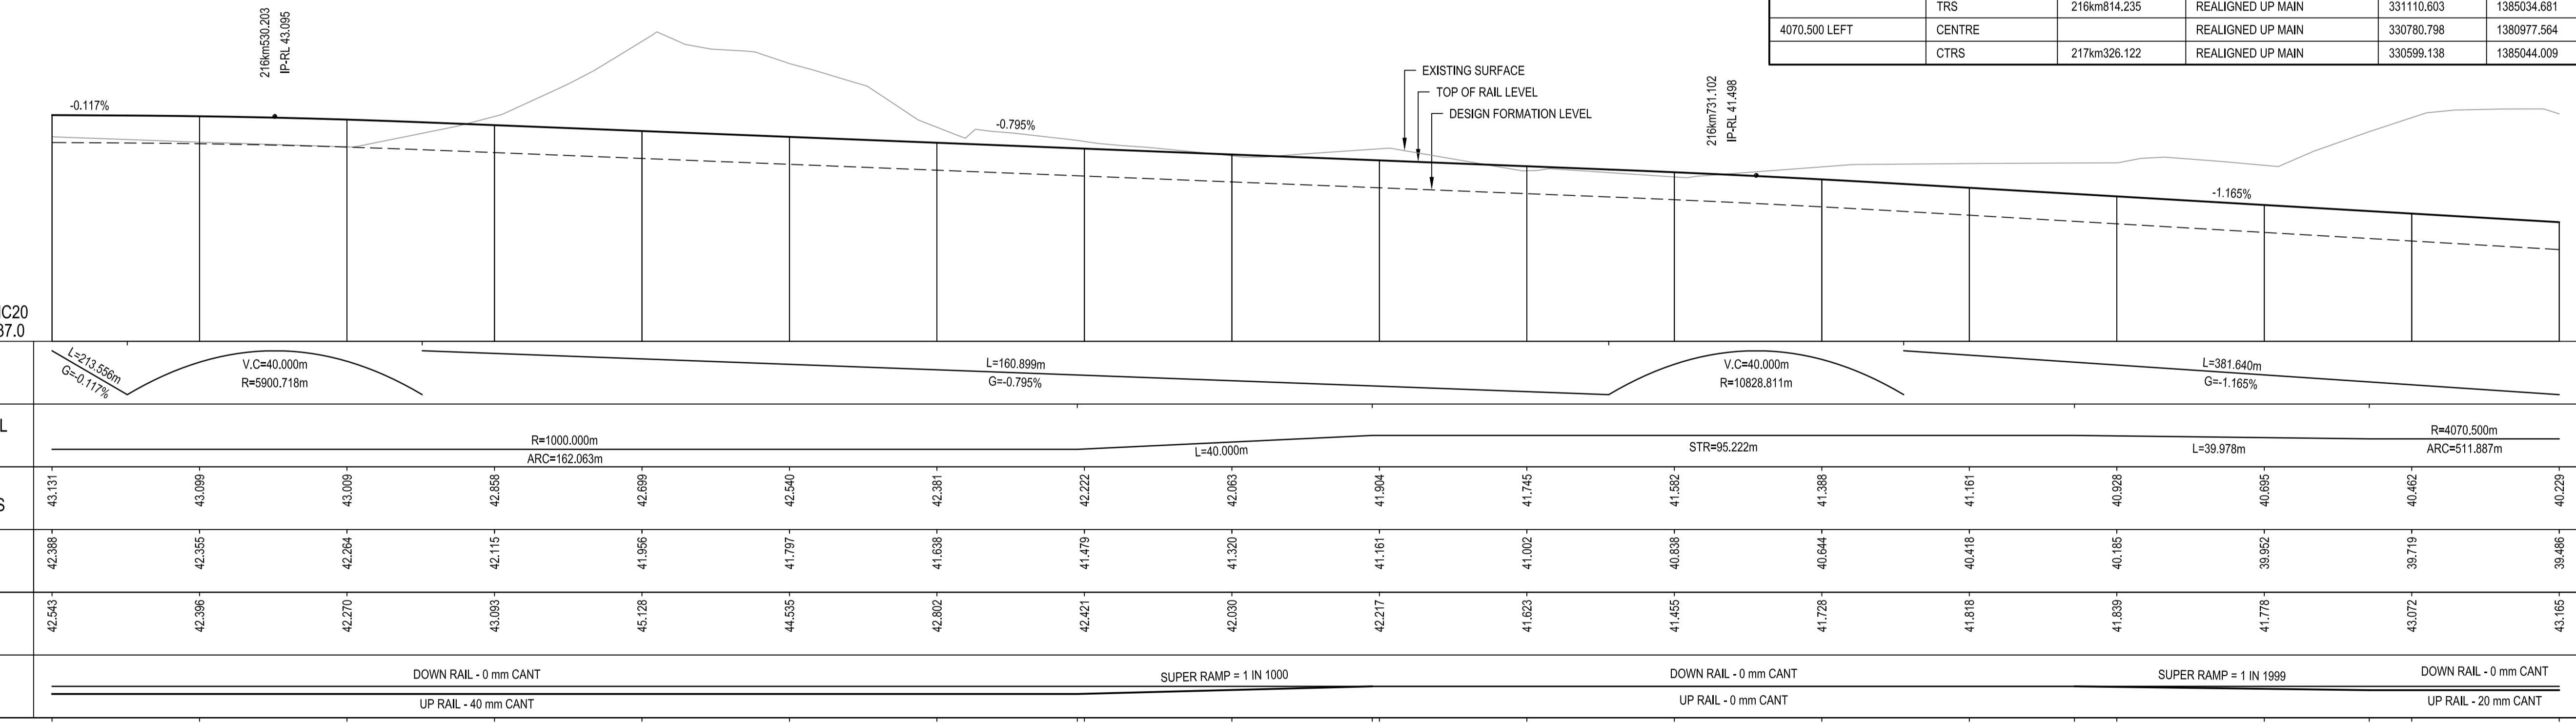 TRS 216km814.235 REALIGNED UP MAIN 331110.603 1385034.681
4070.500 LEFT CENTRE REALIGNED UP MAIN 330780.798 1380977.564
CTRS 217km326.122 REALIGNED UP MAIN 330599.138 1385044.009
216km530.203
IP-RL 43.095
EXISTING SURFACE
TOP OF RAIL LEVEL
DESIGN FORMATION LEVEL
216km731.102
IP-RL 41.498
-0.117%
-0.795%
-1.165%
IC20
37.0
L=213.556m
G=-0.117%
V.C=40.000m
R=5900.718m
L=160.899m
G=-0.795%
V.C=40.000m
R=10828.811m
L=381.640m
G=-1.165%
L
R=1000.000m
ARC=162.063m
L=40.000m
STR=95.222m
L=39.978m
R=4070.500m
ARC=511.887m
S
43.131 43.099 43.009 42.858 42.699 42.540 42.381 42.222 42.063 41.904 41.745 41.582 41.388 41.161 40.928 40.695 40.462 40.229
42.388 42.355 42.264 42.115 41.956 41.797 41.638 41.479 41.320 41.161 41.002 40.838 40.644 40.418 40.185 39.952 39.719 39.486
42.543 42.396 42.270 43.093 45.128 44.535 42.802 42.421 42.030 42.217 41.623 41.455 41.728 41.818 41.839 41.778 43.072 43.165
DOWN RAIL - 0 mm CANT
UP RAIL - 40 mm CANT
SUPER RAMP = 1 IN 1000
DOWN RAIL - 0 mm CANT
UP RAIL - 0 mm CANT
SUPER RAMP = 1 IN 1999
DOWN RAIL - 0 mm CANT
UP RAIL - 20 mm CANT